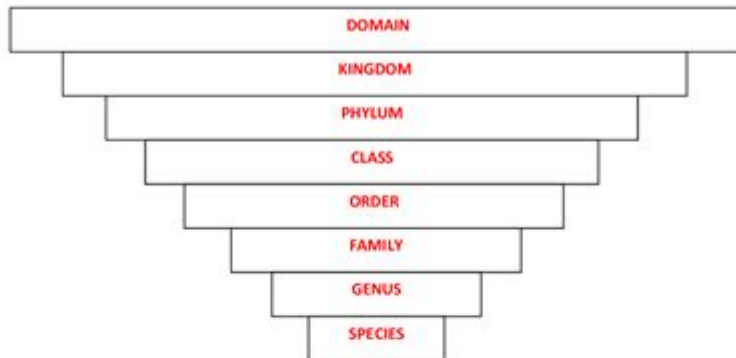 DOMAIN
KINGDOM
PHYLUM
CLASS
ORDER
FAMILY
GENUS
SPECIES